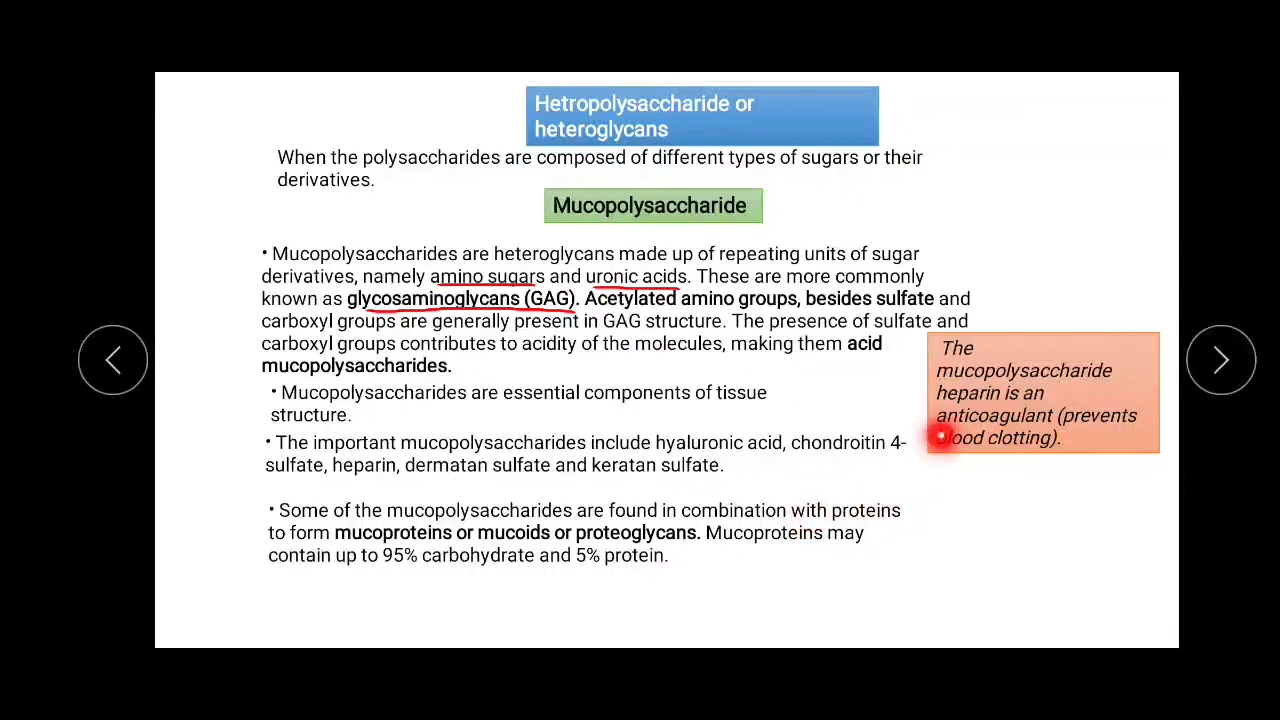 Hetropolysaccharide or
heteroglycans
When the polysaccharides are composed of different types of sugars or their
derivatives.
Mucopolysaccharide
• Mucopolysaccharides are heteroglycans made up of repeating units of sugar
derivatives, namely amino sugars and uronic acids. These are more commonly
known as glycosaminoglycans (GAG). Acetylated amino groups, besides sulfate and
carboxyl groups are generally present in GAG structure. The presence of sulfate and
carboxyl groups contributes to acidity of the molecules, making them acid
mucopolysaccharides.
• Mucopolysaccharides are essential components of tissue
structure.
• The important mucopolysaccharides include hyaluronic acid, chondroitin 4-
sulfate, heparin, dermatan sulfate and keratan sulfate.
• Some of the mucopolysaccharides are found in combination with proteins
to form mucoproteins or mucoids or proteoglycans. Mucoproteins may
contain up to 95% carbohydrate and 5% protein.
The
mucopolysaccharide
heparin is an
anticoagulant (prevents
blood clotting).